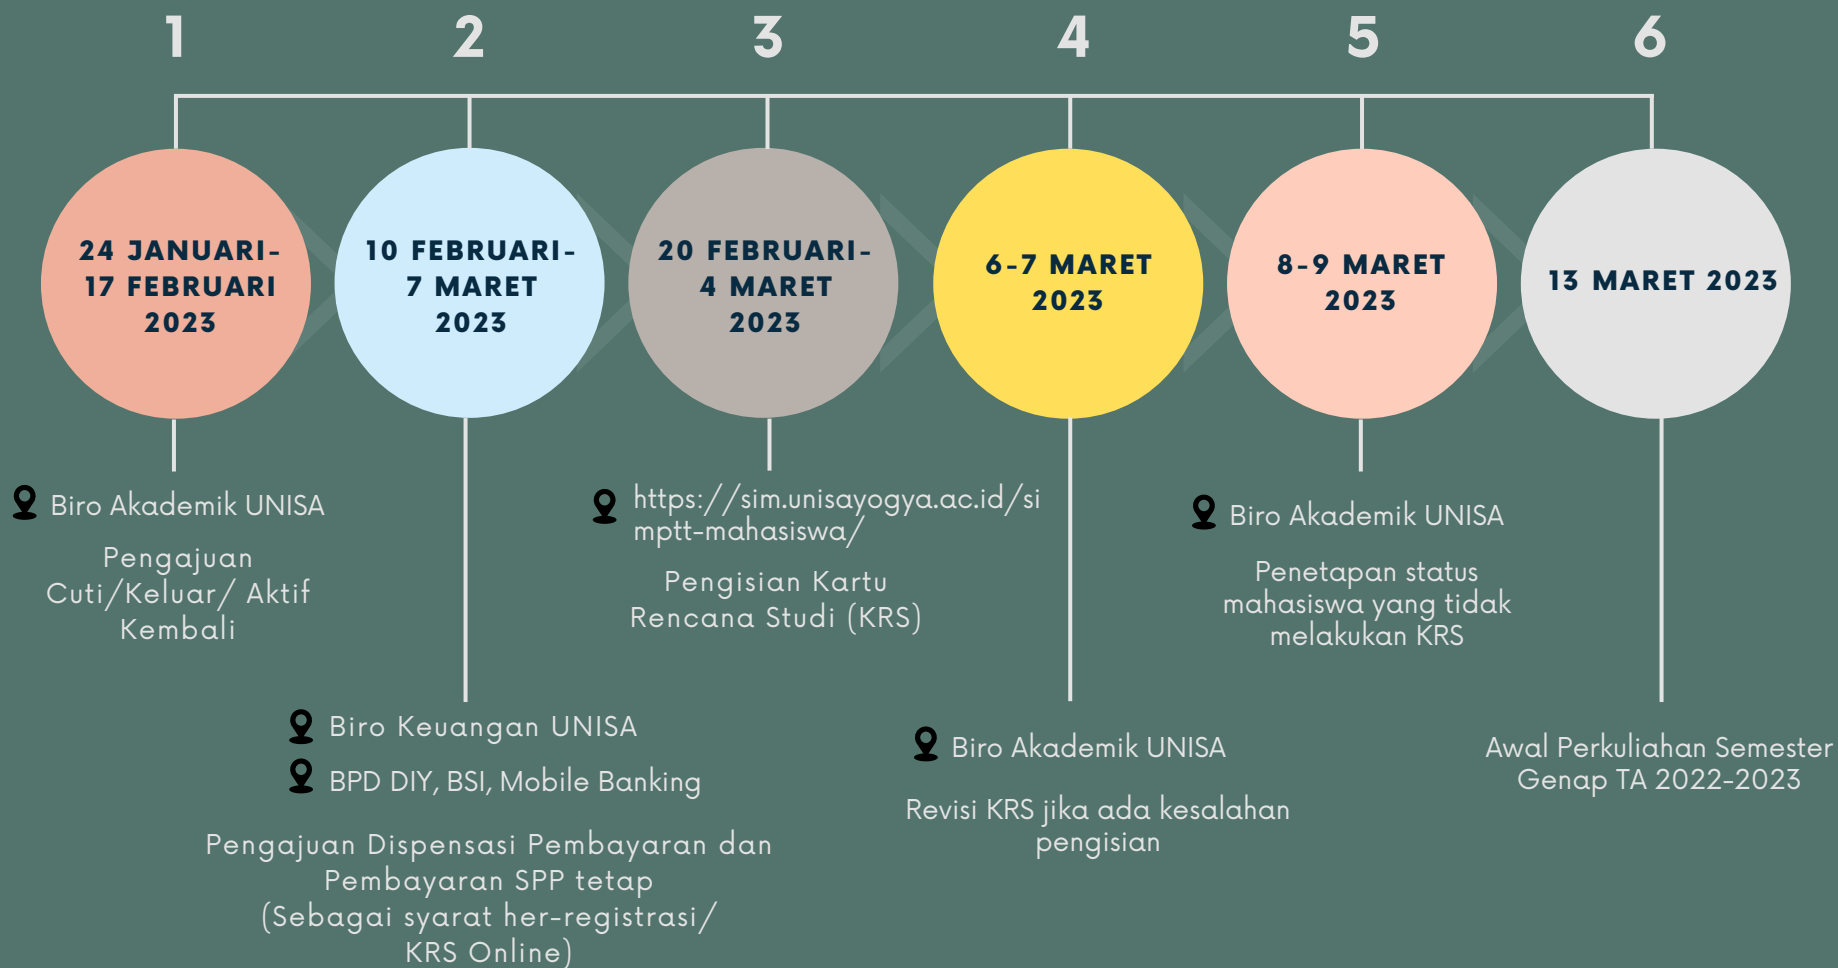 1
2
3
4
5
6
24 JANUARI-
17 FEBRUARI
2023
10 FEBRUARI-
7 MARET
2023
20 FEBRUARI-
4 MARET
2023
6-7 MARET
2023
8-9 MARET
2023
13 MARET 2023
Biro Akademik UNISA
Pengajuan
Cuti/Keluar/ Aktif
Kembali
Biro Keuangan UNISA
BPD DIY, BSI, Mobile Banking
Pengajuan Dispensasi Pembayaran dan
Pembayaran SPP tetap
(Sebagai syarat her-registrasi/
KRS Online)
https://sim.unisayogya.ac.id/si
mptt-mahasiswa/
Pengisian Kartu
Rencana Studi (KRS)
Biro Akademik UNISA
Revisi KRS jika ada kesalahan
pengisian
Biro Akademik UNISA
Penetapan status
mahasiswa yang tidak
melakukan KRS
Awal Perkuliahan Semester
Genap TA 2022-2023